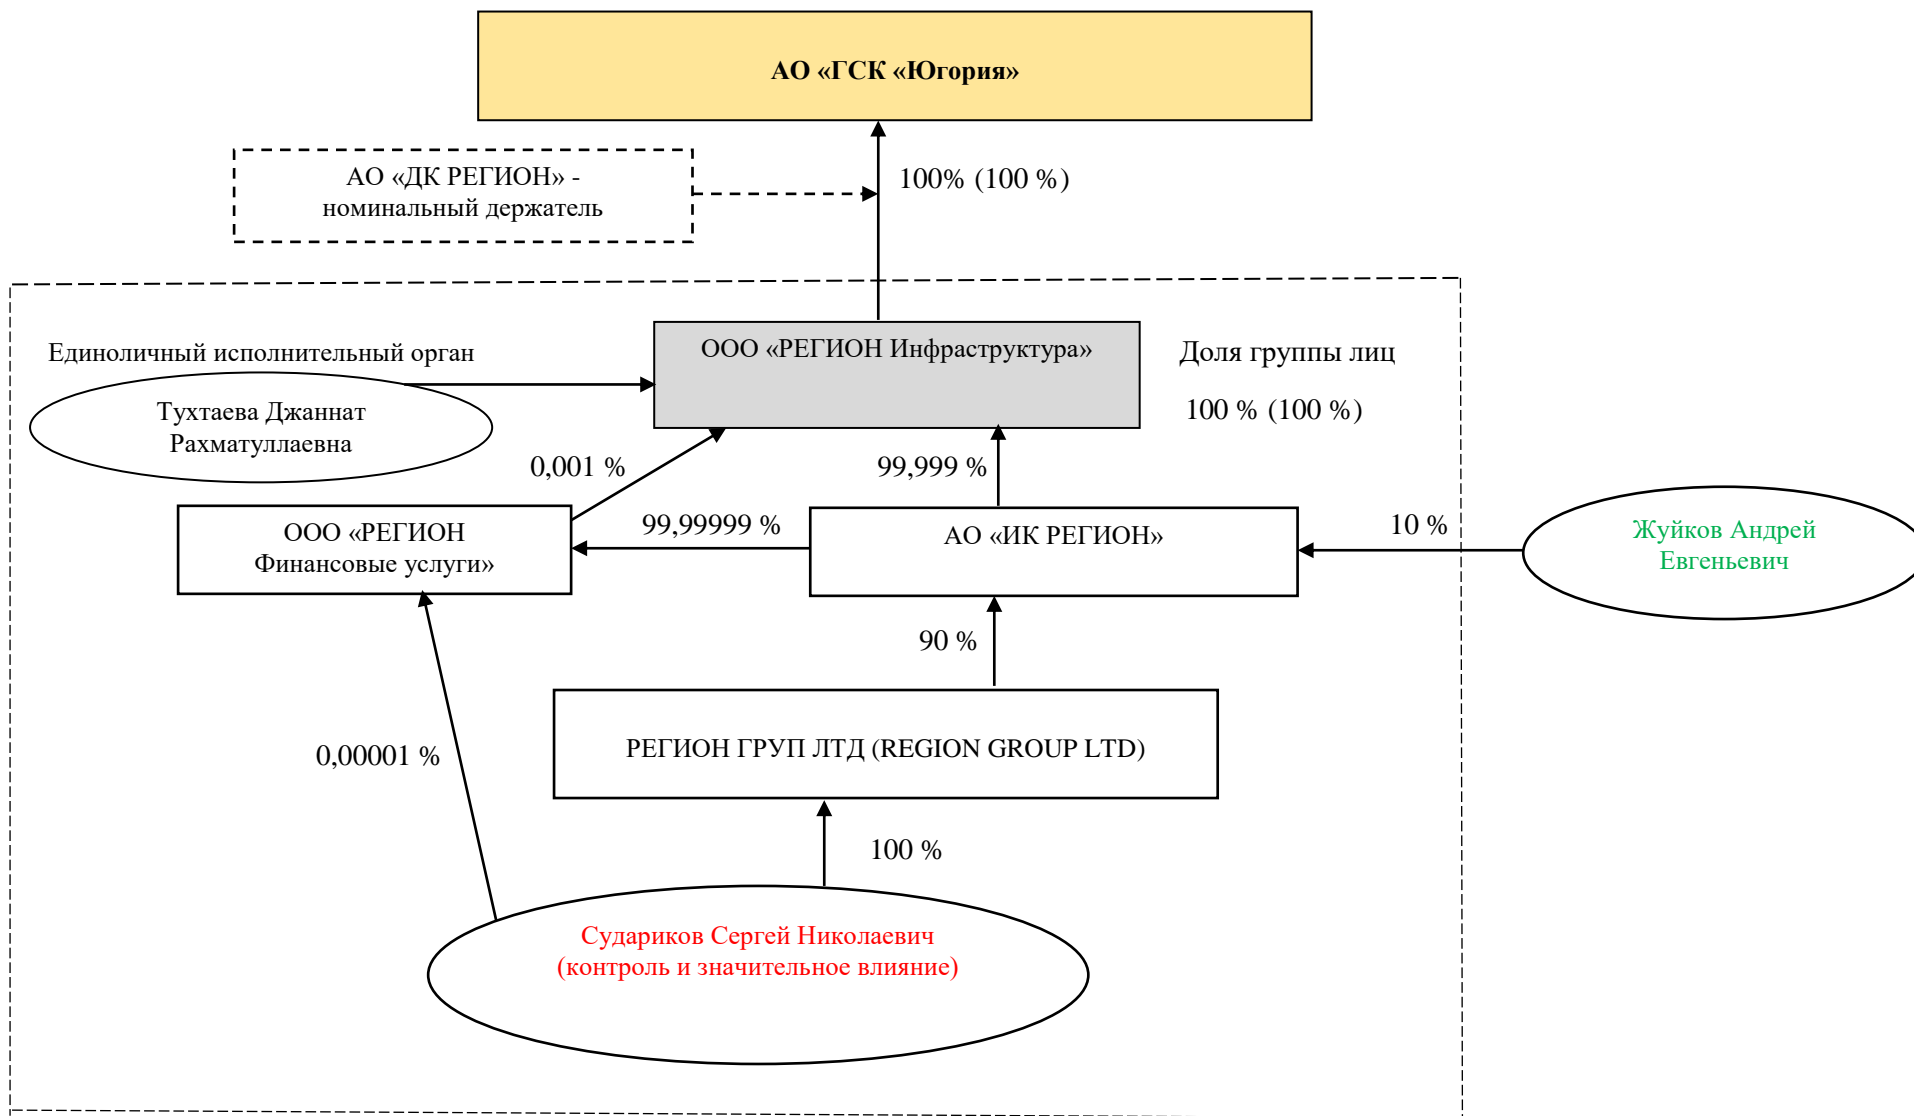 АО «ГСК «Югория»
АО «ДК РЕГИОН» -
номинальный держатель
100% (100 %)
Единоличный исполнительный орган
ООО «РЕГИОН Инфраструктура»
Доля группы лиц
100 % (100 %)
Тухтаева Джаннат
Рахматуллаевна
0,001 %
99,999 %
ООО «РЕГИОН
Финансовые услуги»
99,99999 %
АО «ИК РЕГИОН»
10 %
Жуйков Андрей
Евгеньевич
90 %
РЕГИОН ГРУП ЛТД (REGION GROUP LTD)
0,00001 %
100 %
Судариков Сергей Николаевич
(контроль и значительное влияние)